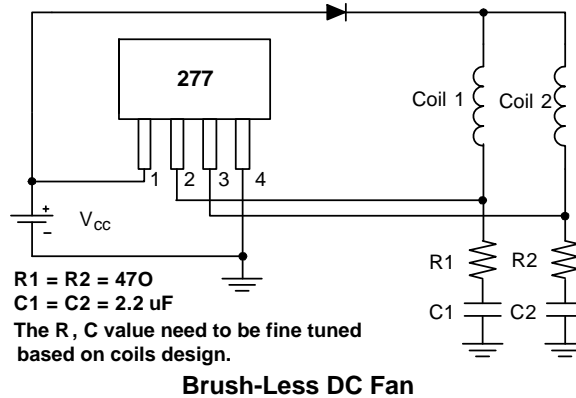 277
Coil 1
Coil 2
1
2
3
4
+
VCC
−
R1
R2
C1
C2
R1 = R2 = 47O
C1 = C2 = 2.2 uF
The R , C value need to be fine tuned
based on coils design.
Brush-Less DC Fan